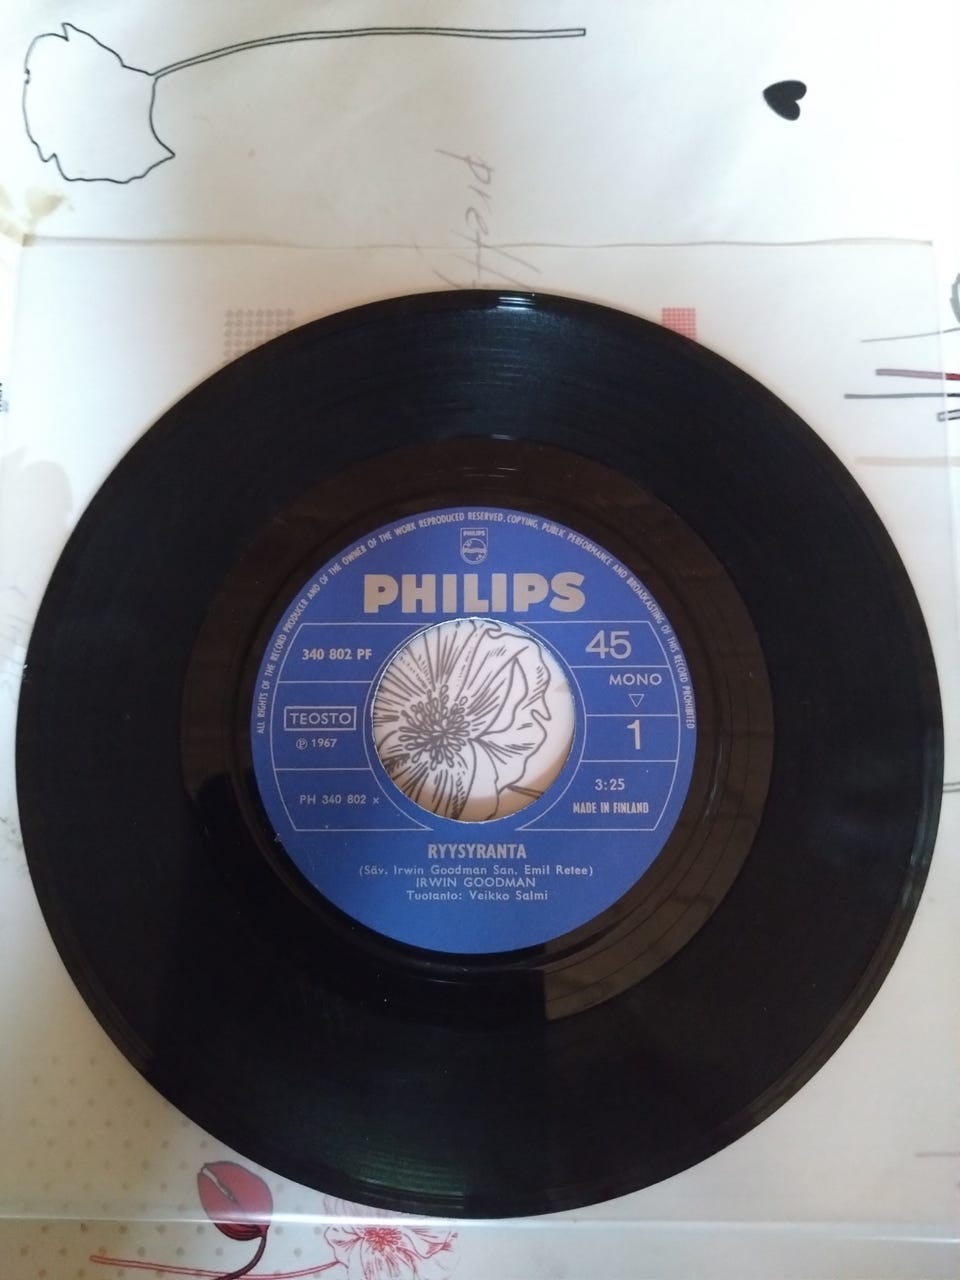 pretty
ALL RIGHTS OF THE RECORD PRODUCER AND OF THE OWNER OF THE WORK REPRODUCED RESERVED. COPYING, PUBLIC PERFORMANCE AND BROADCASTING OF THIS RECORD PROHIBITED
PHILIPS
PHILIPS
340 802 PF
45
MONO
TEOSTO
1
℗ 1967
3:25
PH 340 802 x
MADE IN FINLAND
RYYSYRANTA
(Säv. Irwin Goodman San. Emil Retee)
IRWIN GOODMAN
Tuotanto: Veikko Salmi